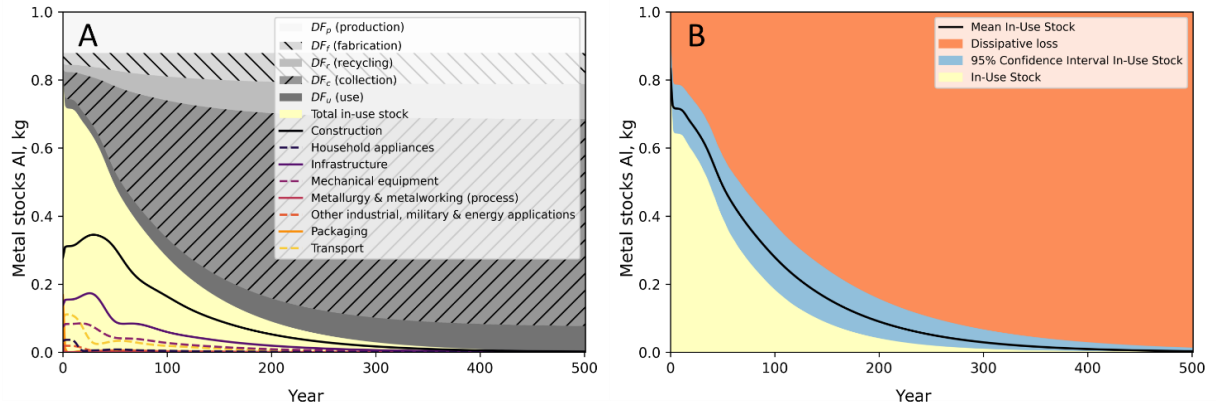 A
1.0
0.8
0.6
0.4
0.2
0.0
Metal stocks Al, kg
0
100
200
300
400
500
Year
DFp (production)
DFf (fabrication)
DFr (recycling)
DFc (collection)
DFu (use)
Total in-use stock
Construction
Household appliances
Infrastructure
Mechanical equipment
Metallurgy & metalworking (process)
Other industrial, military & energy applications
Packaging
Transport
B
1.0
0.8
0.6
0.4
0.2
0.0
Metal stocks Al, kg
0
100
200
300
400
500
Year
Mean In-Use Stock
Dissipative loss
95% Confidence Interval In-Use Stock
In-Use Stock